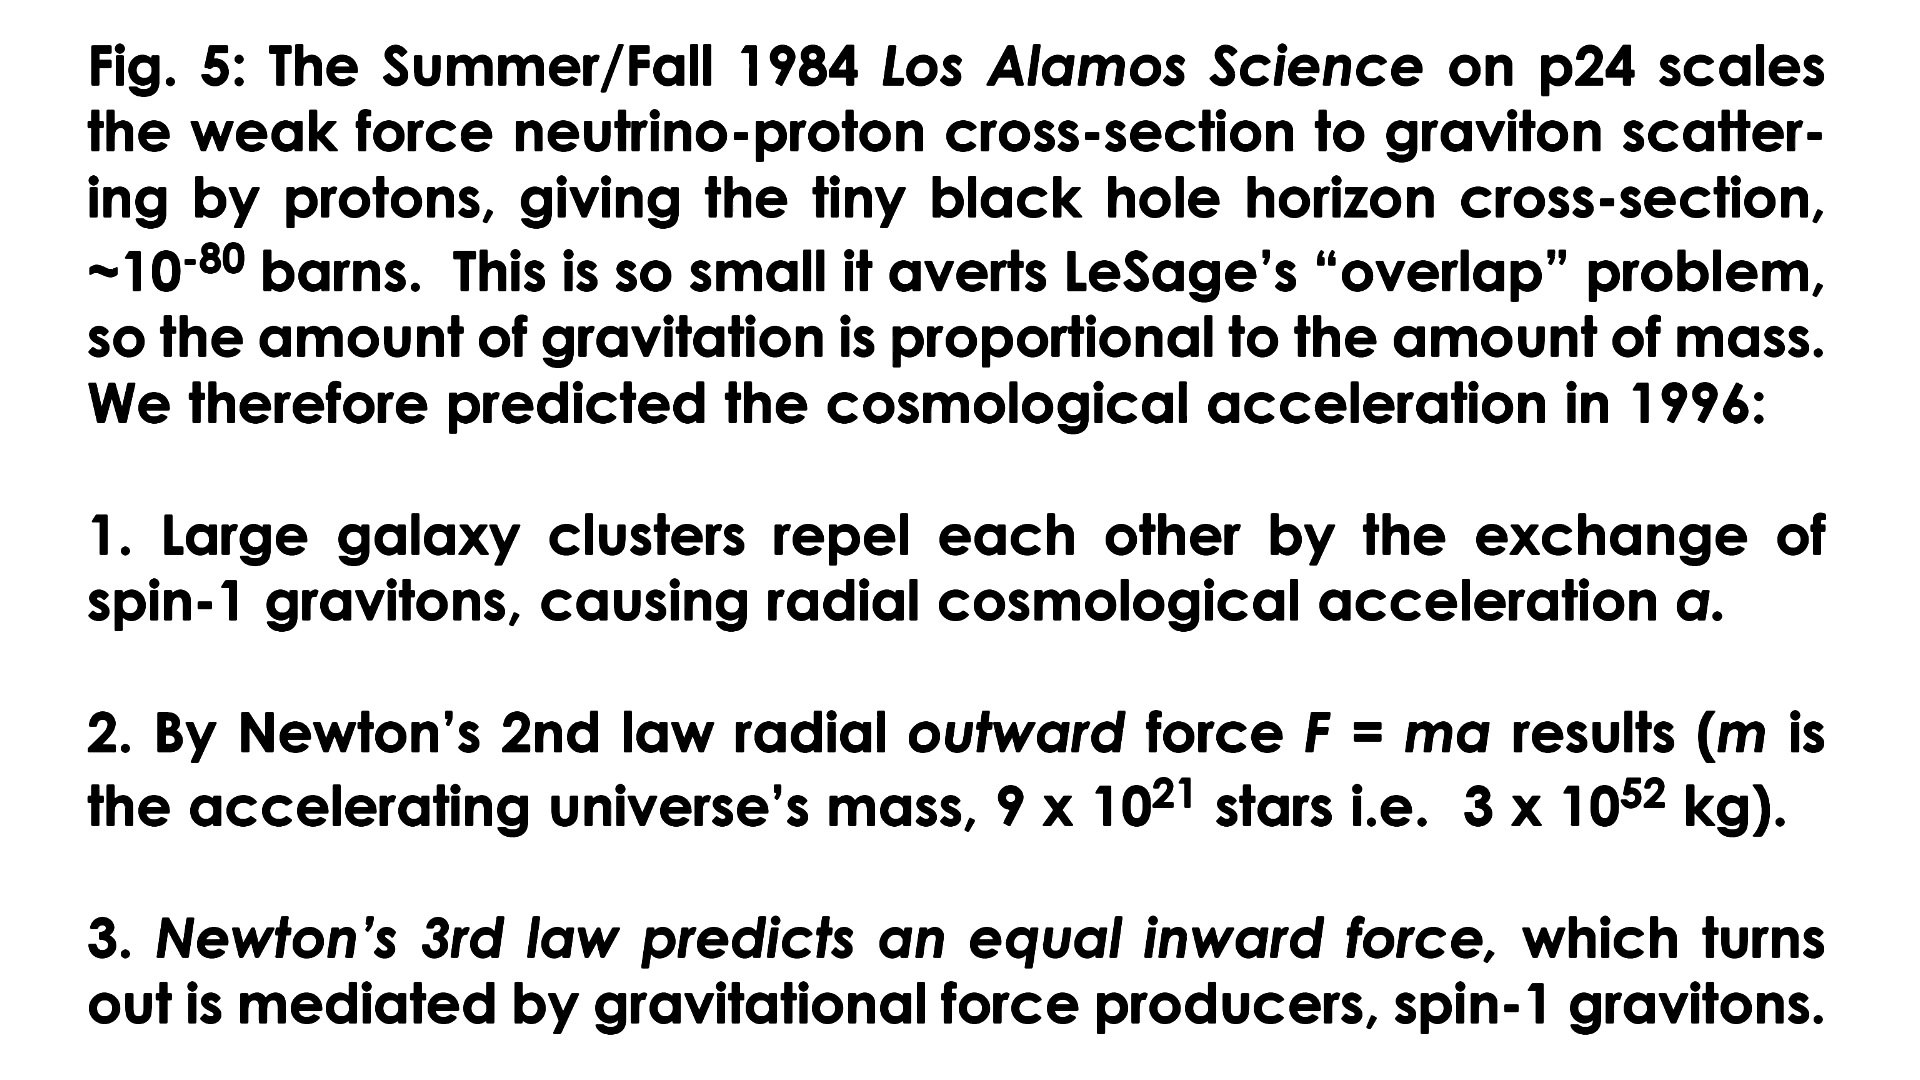 Fig. 5: The Summer/Fall 1984 Los Alamos Science on p24 scales
the weak force neutrino-proton cross-section to graviton scatter-
ing by protons, giving the tiny black hole horizon cross-section,
~10⁻⁸⁰ barns. This is so small it averts LeSage’s “overlap” problem,
so the amount of gravitation is proportional to the amount of mass.
We therefore predicted the cosmological acceleration in 1996:
1. Large galaxy clusters repel each other by the exchange of
spin-1 gravitons, causing radial cosmological acceleration a.
2. By Newton’s 2nd law radial outward force F = ma results (m is
the accelerating universe’s mass, 9 x 10²¹ stars i.e. 3 x 10⁵² kg).
3. Newton’s 3rd law predicts an equal inward force, which turns
out is mediated by gravitational force producers, spin-1 gravitons.